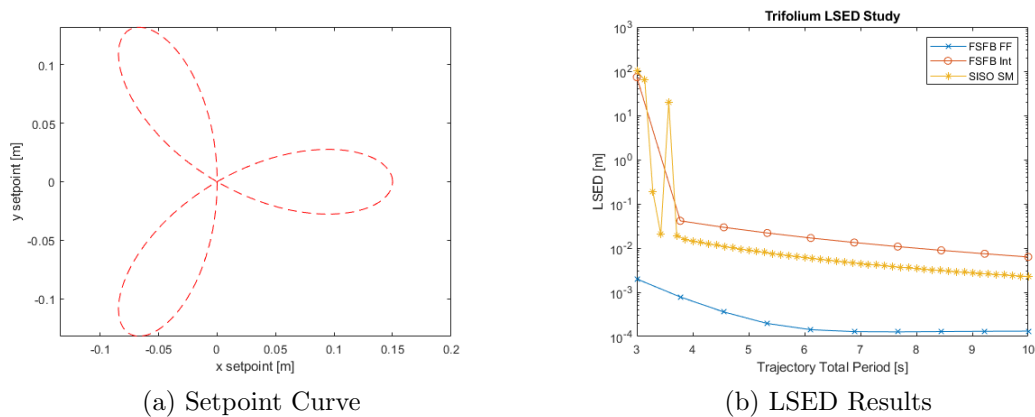 0.1
0.05
0
-0.05
-0.1
y setpoint [m]
-0.1
-0.05
0
0.05
0.1
0.15
0.2
x setpoint [m]
(a) Setpoint Curve
Trifolium LSED Study
10^3
10^2
10^1
10^0
10^-1
10^-2
10^-3
10^-4
LSED [m]
FSFB FF
FSFB Int
SISO SM
3
4
5
6
7
8
9
10
Trajectory Total Period [s]
(b) LSED Results